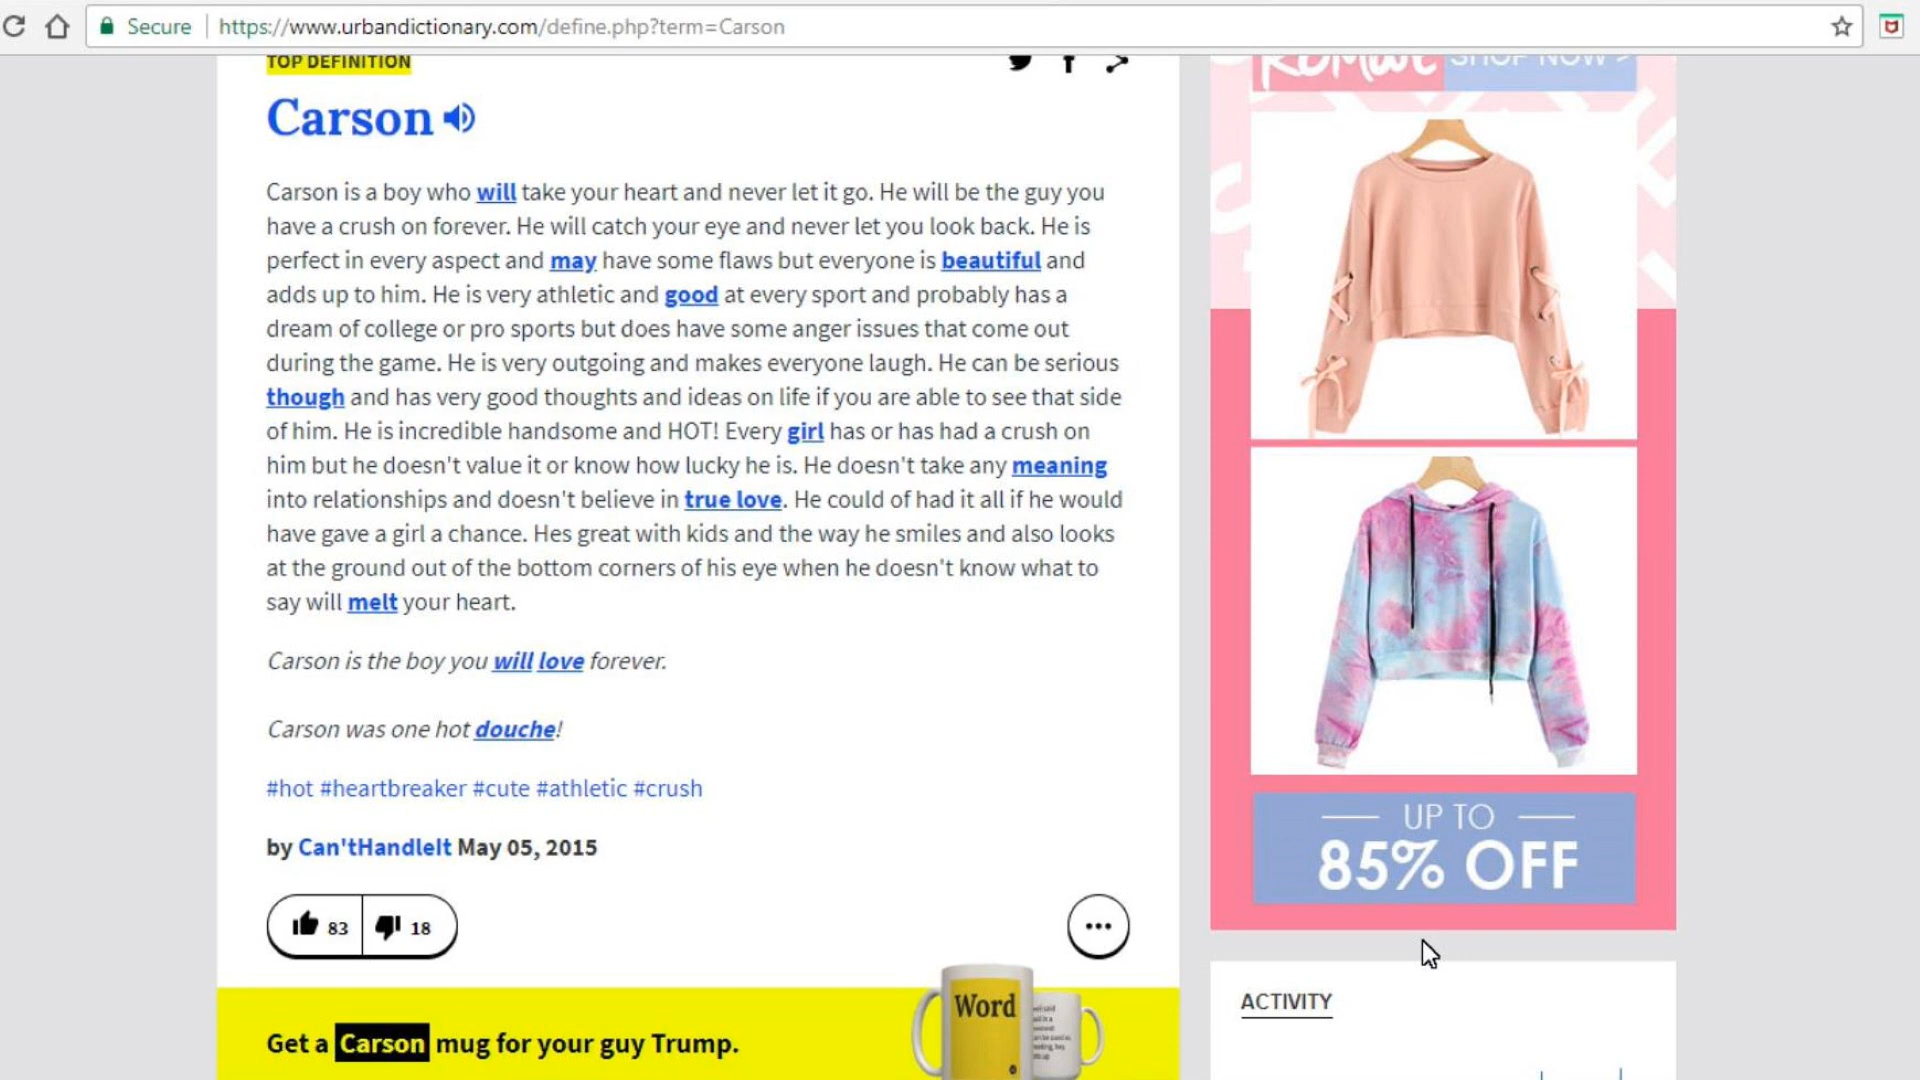 Secure https://www.urbandictionary.com/define.php?term=Carson
TOP DEFINITION
Carson
Carson is a boy who will take your heart and never let it go. He will be the guy you
have a crush on forever. He will catch your eye and never let you look back. He is
perfect in every aspect and may have some flaws but everyone is beautiful and
adds up to him. He is very athletic and good at every sport and probably has a
dream of college or pro sports but does have some anger issues that come out
during the game. He is very outgoing and makes everyone laugh. He can be serious
though and has very good thoughts and ideas on life if you are able to see that side
of him. He is incredible handsome and HOT! Every girl has or has had a crush on
him but he doesn't value it or know how lucky he is. He doesn't take any meaning
into relationships and doesn't believe in true love. He could of had it all if he would
have gave a girl a chance. Hes great with kids and the way he smiles and also looks
at the ground out of the bottom corners of his eye when he doesn't know what to
say will melt your heart.
Carson is the boy you will love forever.
Carson was one hot douche!
#hot #heartbreaker #cute #athletic #crush
by Can'tHandleIt May 05, 2015
83 18
Get a Carson mug for your guy Trump.
Word
SHOP NOW >
UP TO
85% OFF
ACTIVITY